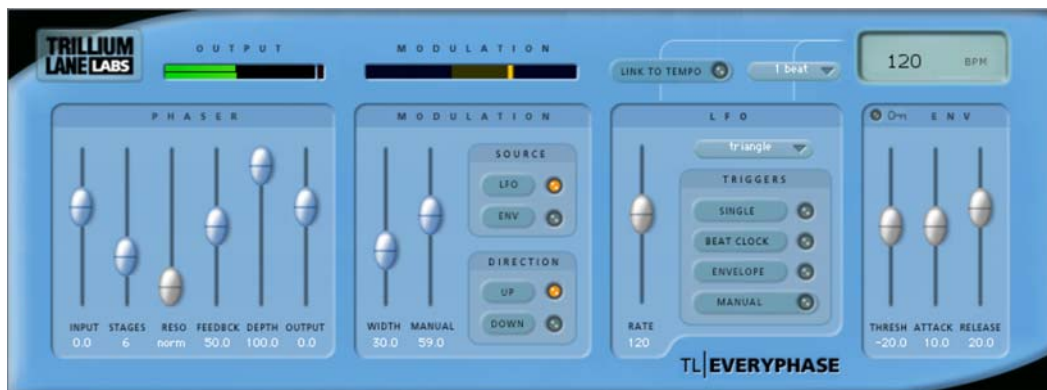 TRILLIUM
LANE LABS
OUTPUT
MODULATION
LINK TO TEMPO
1 beat
120 BPM
PHASER
INPUT STAGES RESO FEEDBCK DEPTH OUTPUT
0.0 6 norm 50.0 100.0 0.0
MODULATION
SOURCE
LFO
ENV
DIRECTION
UP
DOWN
WIDTH MANUAL
30.0 59.0
LFO
triangle
TRIGGERS
SINGLE
BEAT CLOCK
ENVELOPE
MANUAL
RATE
120
ENV
THRESH ATTACK RELEASE
-20.0 10.0 20.0
TL|EVERYPHASE